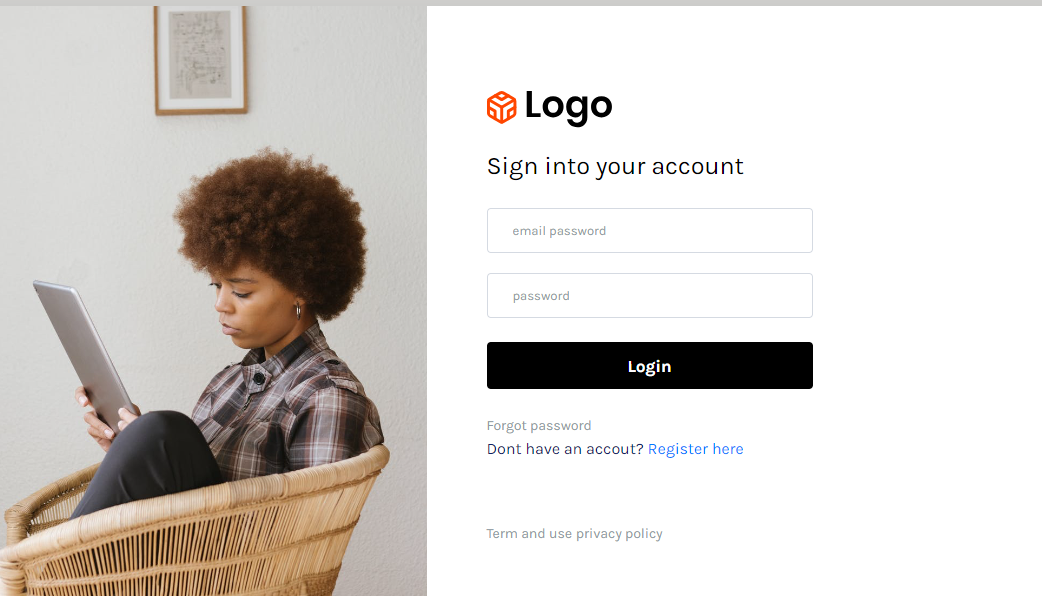 Logo
Sign into your account
email password
password
Login
Forgot password
Dont have an accout? Register here
Term and use privacy policy